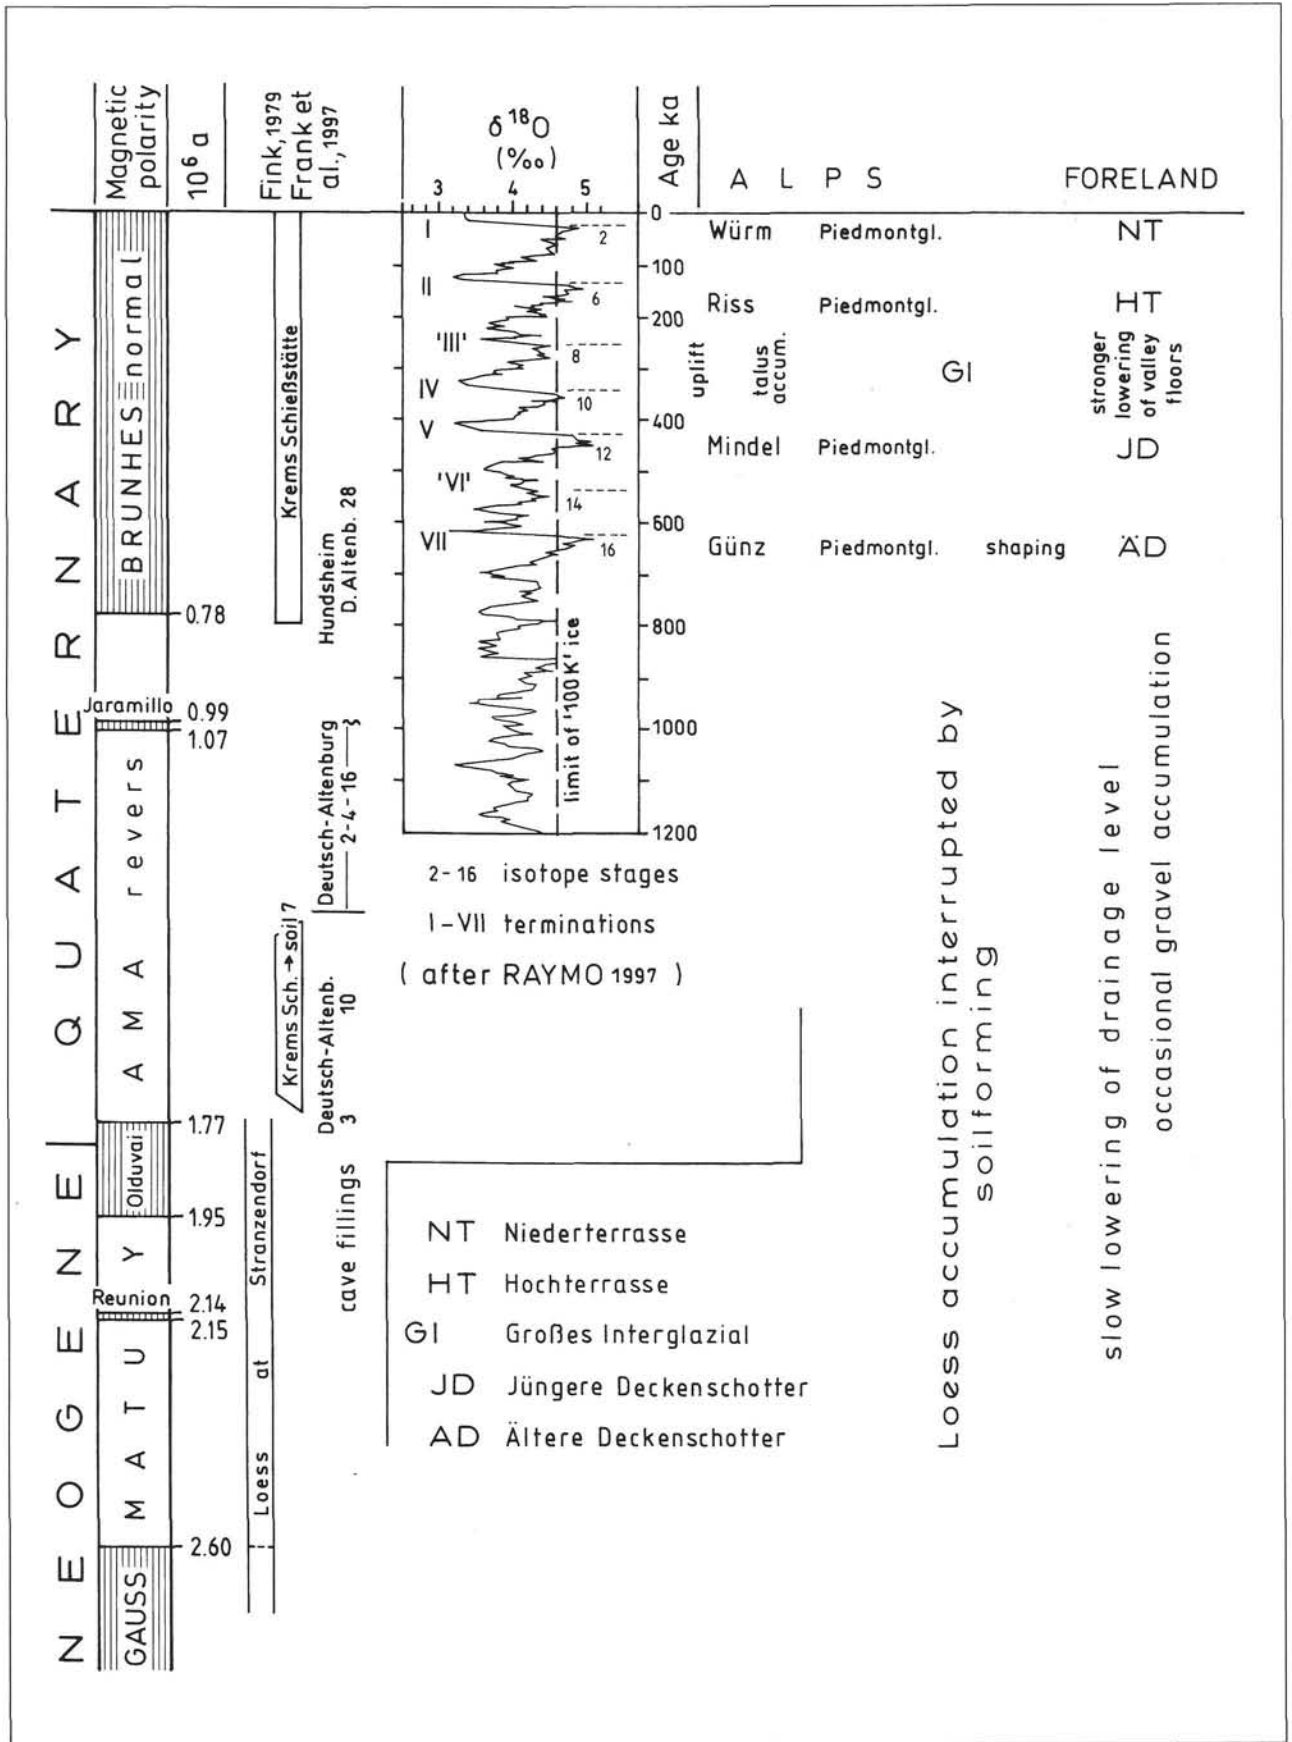 Magnetic
polarity
10⁶ a
Fink, 1979
Frank et
al., 1997
δ ¹⁸O
(‰)
3 4 5
Age ka
A L P S
FORELAND
QUATERNARY
NEOGENE
BRUNHES normal
0.78
Jaramillo 0.99
1.07
MATUYAMA revers
1.77
Olduvai
1.95
Reunion 2.14
2.15
2.60
GAUSS
Krems Schießstätte
Hundsheim
D. Altenb. 28
Deutsch-Altenburg
2-4-16
Krems Sch. → soil 7
Deutsch-Altenb.
3 10
Loess at Stranzendorf
cave fillings
I
II
'III'
IV
V
'VI'
VII
2
6
8
10
12
14
16
limit of '100 K' ice
0
100
200
400
600
800
1000
1200
Würm Piedmontgl. NT
Riss Piedmontgl. HT
uplift
talus
accum.
GI
stronger
lowering
of valley
floors
Mindel Piedmontgl. JD
Günz Piedmontgl. shaping ÄD
Loess accumulation interrupted by
soilforming
slow lowering of drainage level
occasional gravel accumulation
2-16 isotope stages
I-VII terminations
( after RAYMO 1997 )
NT Niederterrasse
HT Hochterrasse
GI Großes Interglazial
JD Jüngere Deckenschotter
ÄD Ältere Deckenschotter